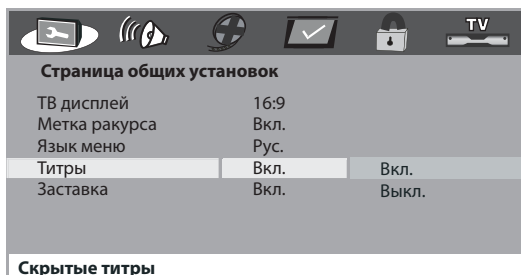 TV
Страница общих установок
ТВ дисплей 16:9
Метка ракурса Вкл.
Язык меню Рус.
Титры Вкл. Вкл.
Заставка Вкл. Выкл.
Скрытые титры